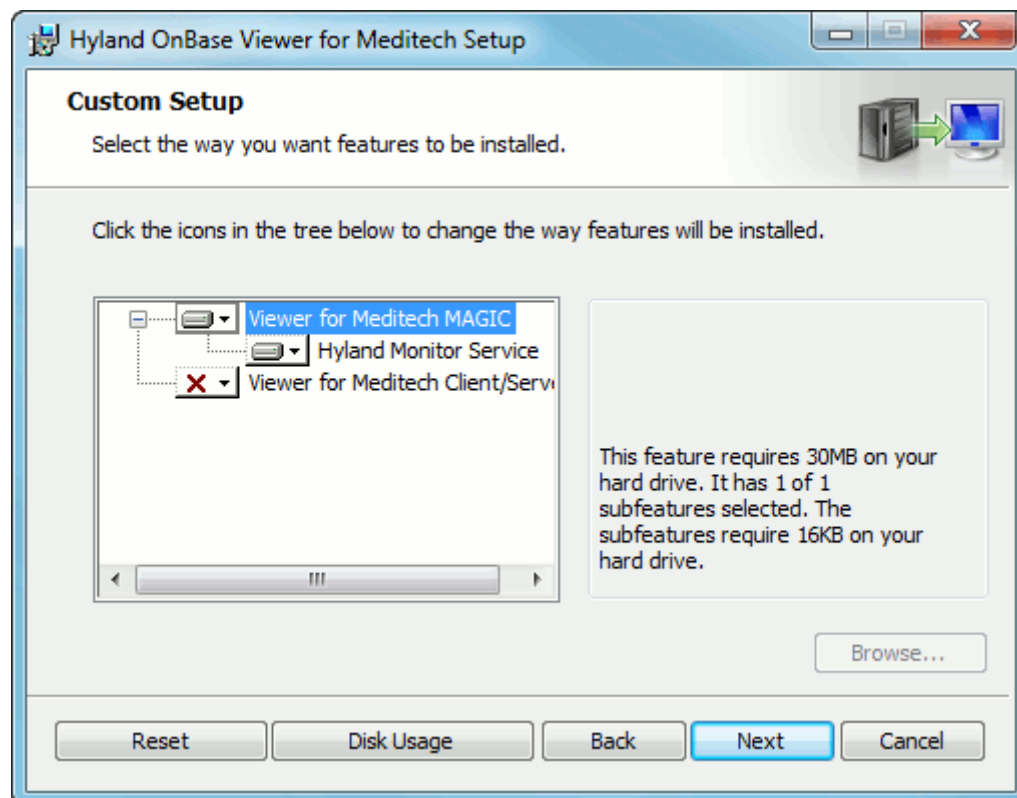 Hyland OnBase Viewer for Meditech Setup
Custom Setup
Select the way you want features to be installed.
Click the icons in the tree below to change the way features will be installed.
Viewer for Meditech MAGIC
Hyland Monitor Service
Viewer for Meditech Client/Serv
This feature requires 30MB on your
hard drive. It has 1 of 1
subfeatures selected. The
subfeatures require 16KB on your
hard drive.
Browse...
Reset
Disk Usage
Back
Next
Cancel